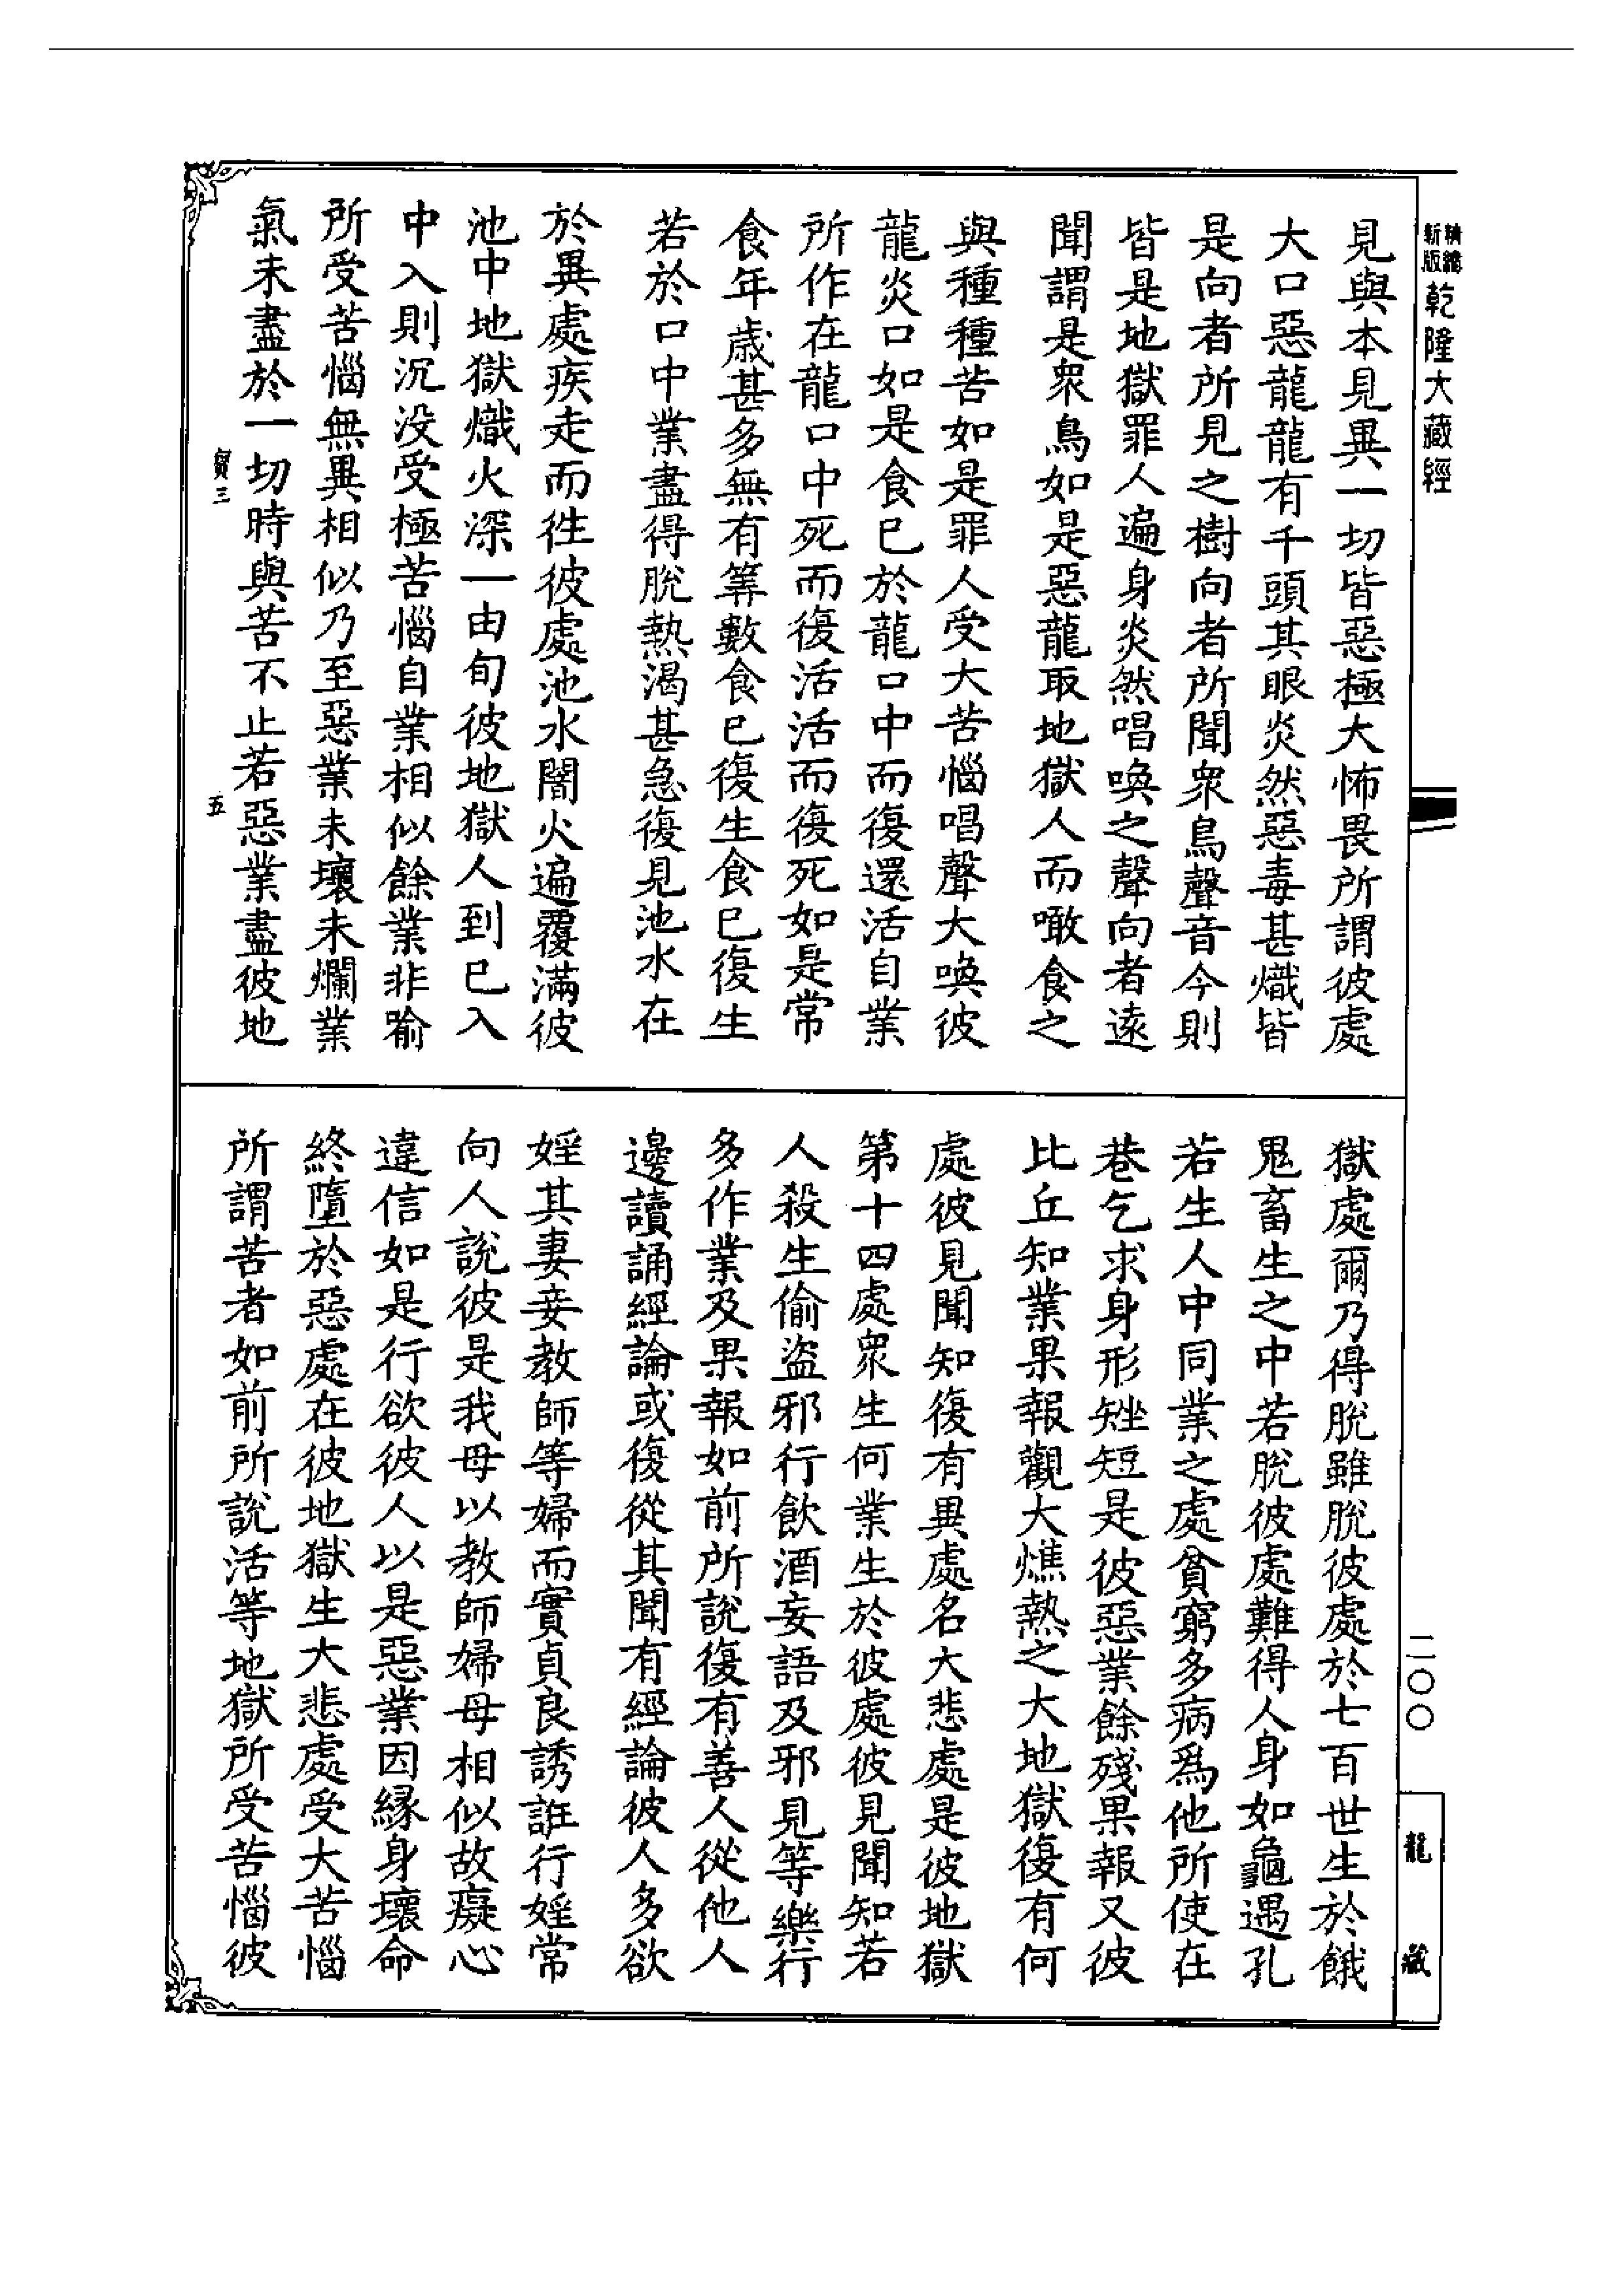 精縮
新版
乾隆大藏經
見與本見異一切皆惡極大怖畏所謂彼處
大口惡龍龍有千頭其眼炎然惡毒甚熾皆
是向者所見之樹向者所聞眾鳥聲音今則
皆是地獄罪人遍身炎然唱喚之聲向者遠
聞謂是眾鳥如是惡龍取地獄人而噉食之
與種種苦如是罪人受大苦惱唱聲大喚彼
龍炎口如是食已於龍口中而復還活自業
所作在龍口中死而復活活而復死如是常
食年歲甚多無有筭數食已復生食已復生
若於口中業盡得脫熱渴甚急復見池水在
於異處疾走而往彼處池水闇火遍覆滿彼
池中地獄熾火深一由旬彼地獄人到已入
中入則沉没受極苦惱自業相似餘業非喻
所受苦惱無異相似乃至惡業未壞未爛業
氣未盡於一切時與苦不止若惡業盡彼地
寳三
五
獄處爾乃得脫雖脫彼處於七百世生於餓
鬼畜生之中若脫彼處難得人身如龜遇孔
若生人中同業之處貧窮多病為他所使在
巷乞求身形矬短是彼惡業餘殘果報又彼
比丘知業果報觀大燋熱之大地獄復有何
處彼見聞知復有異處名大悲處是彼地獄
第十四處眾生何業生於彼處彼見聞知若
人殺生偷盜邪行飲酒妄語及邪見等樂行
多作業及果報如前所說復有善人從他人
邊讀誦經論或復從其聞有經論彼人多欲
婬其妻妾教師等婦而實貞良誘誑行婬常
向人說彼是我母以教師婦母相似故癡心
違信如是行欲彼人以是惡業因緣身壞命
終墮於惡處在彼地獄生大悲處受大苦惱
所謂苦者如前所說活等地獄所受苦惱彼
二〇〇
龍藏